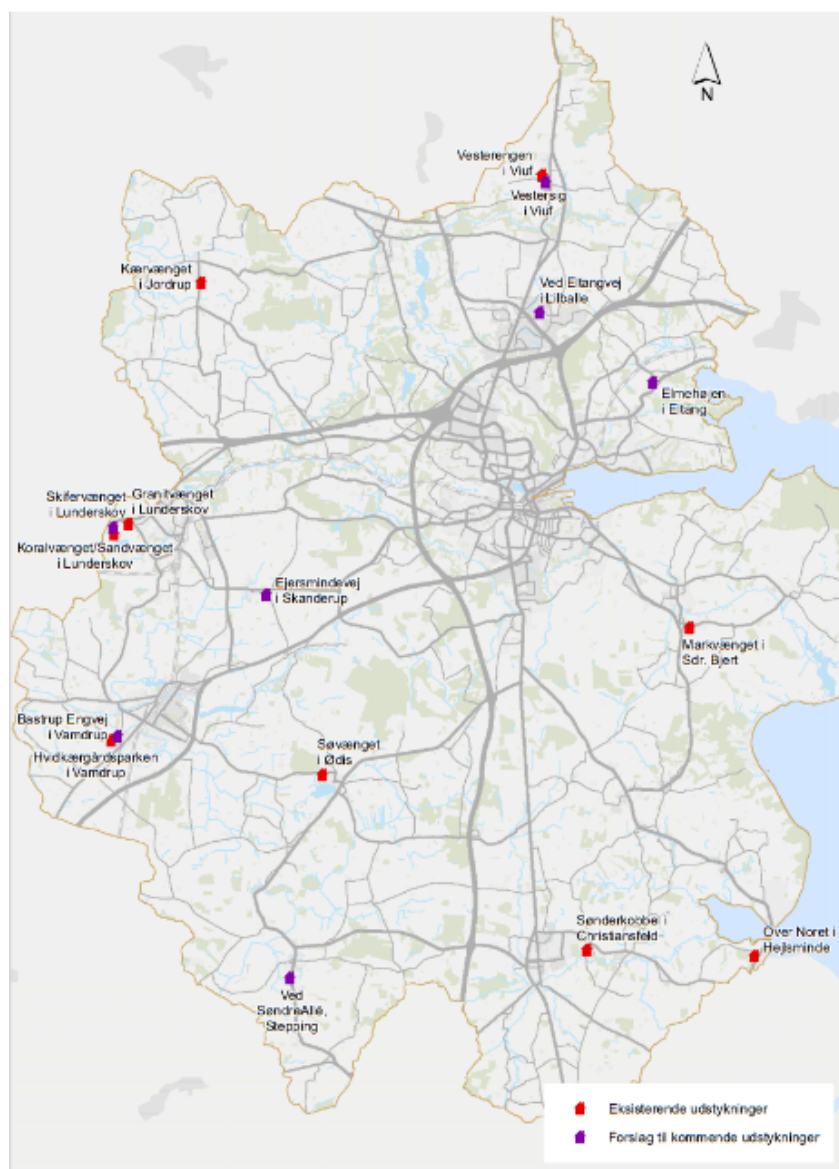 N
Vesterengen
i Viuf
Vestersig
i Viuf
Kærvænget
i Jordrup
Ved Eltangvej
i Lilballe
Elmehøjen
i Eltang
Skifervænget
i Lunderskov
Granitvænget
i Lunderskov
Koralvænget/Sandvænget
i Lunderskov
Ejersmindevej
i Skanderup
Markvænget i
Sdr. Bjert
Bastrup Engvej
i Vamdrup
Hvidkærgårdsparken
i Vamdrup
Søvænget
i Ødis
Sønderkobbel i
Christiansfeld
Over Noret i
Hejlsminde
Ved
SøndreAllé,
Stepping
Eksisterende udstykninger
Forslag til kommende udstykninger